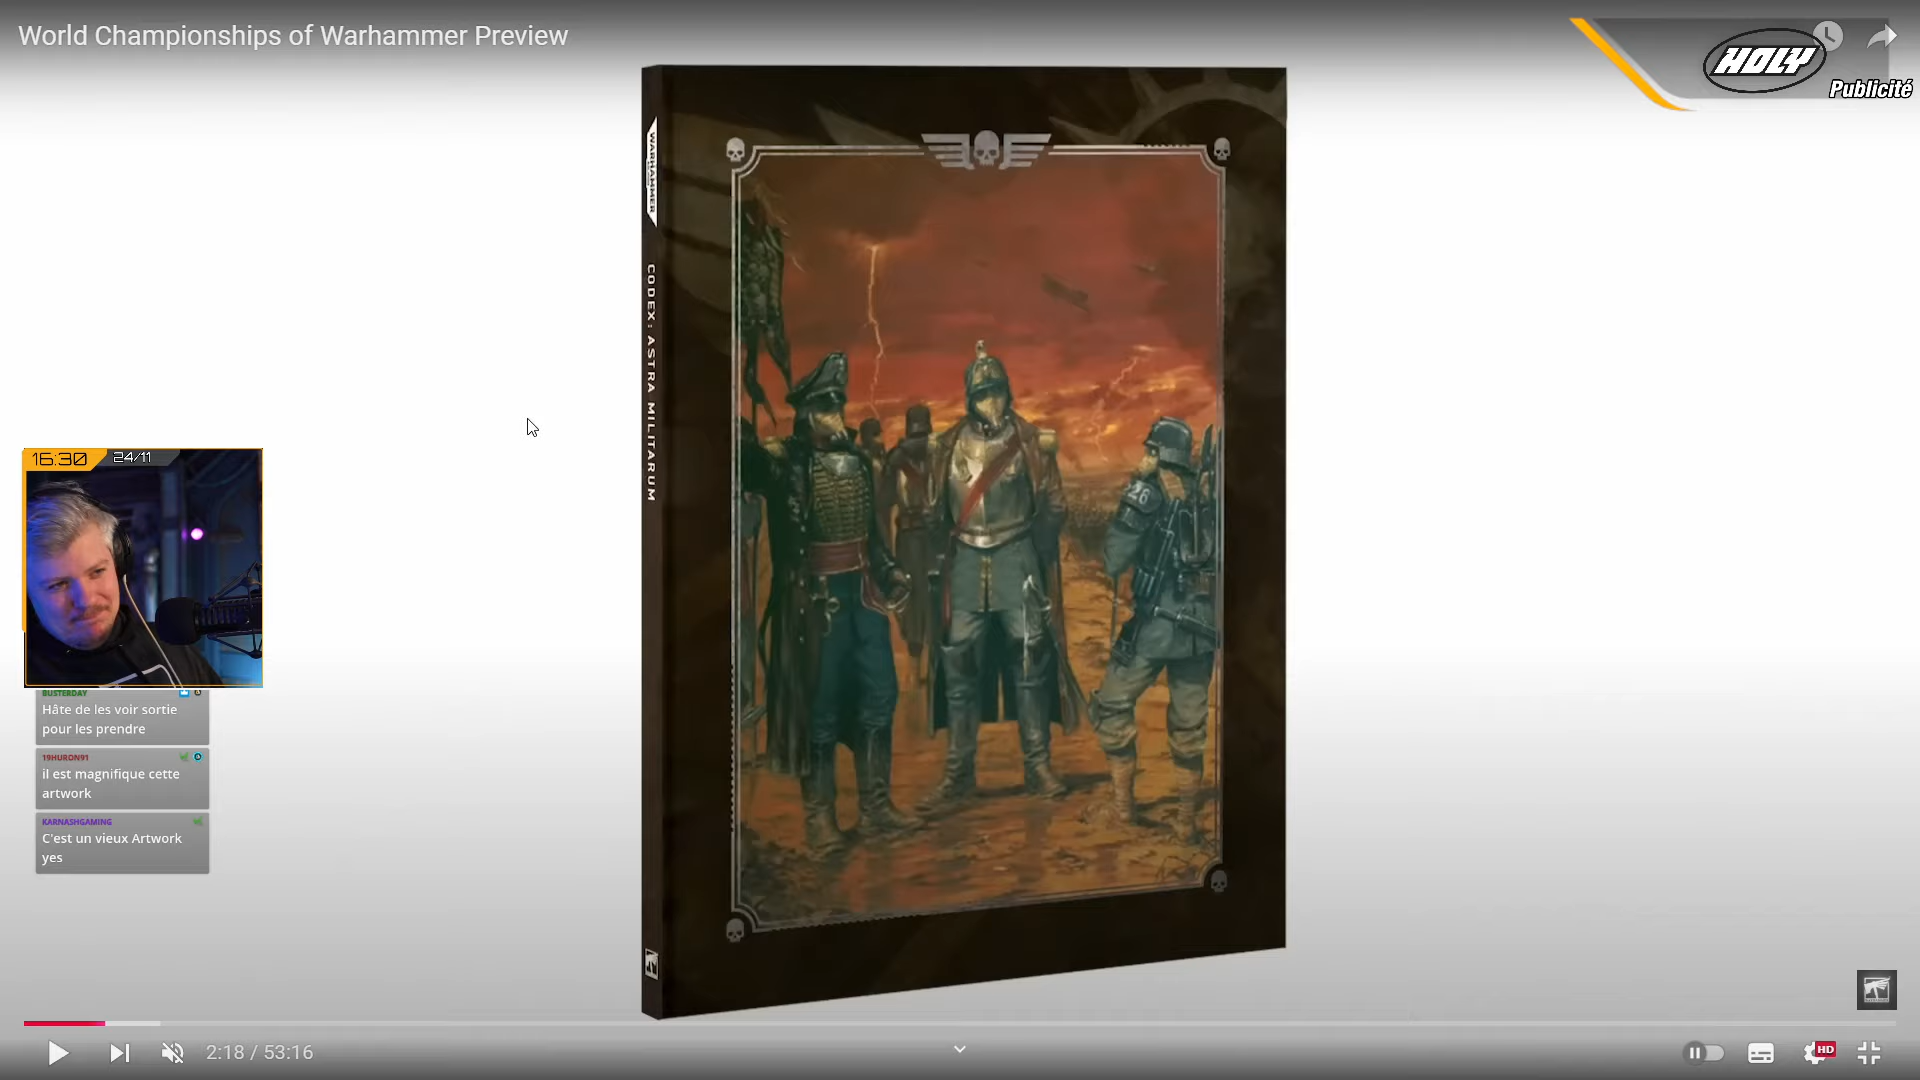 World Championships of Warhammer Preview
HOLY
Publicité
WARHAMMER
CODEX: ASTRA MILITARUM
226
16:30 24/11
BUSTERDAY
Hâte de les voir sortie
pour les prendre
19HURON91
il est magnifique cette
artwork
KARNASHGAMING
C'est un vieux Artwork
yes
2:18 / 53:16
HD